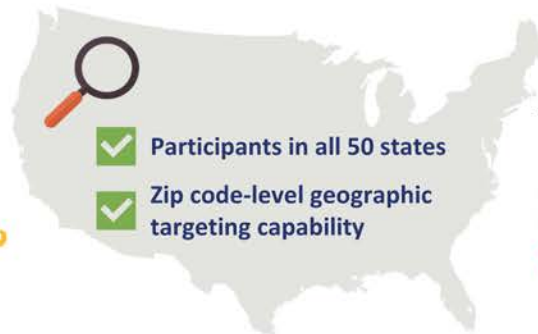 Participants in all 50 states
Zip code-level geographic
targeting capability